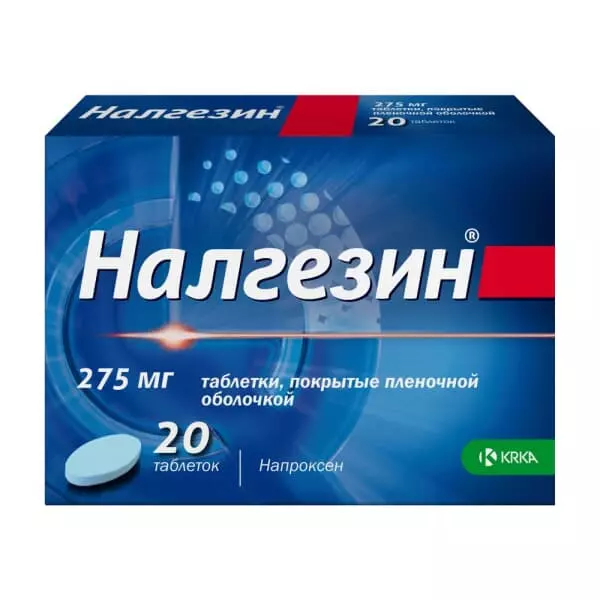 Налгезин®
275 мг
таблетки, покрытые
пленочной оболочкой
20 таблеток
Налгезин®
275 мг таблетки, покрытые пленочной
оболочкой
20
таблеток
Напроксен
KRKA